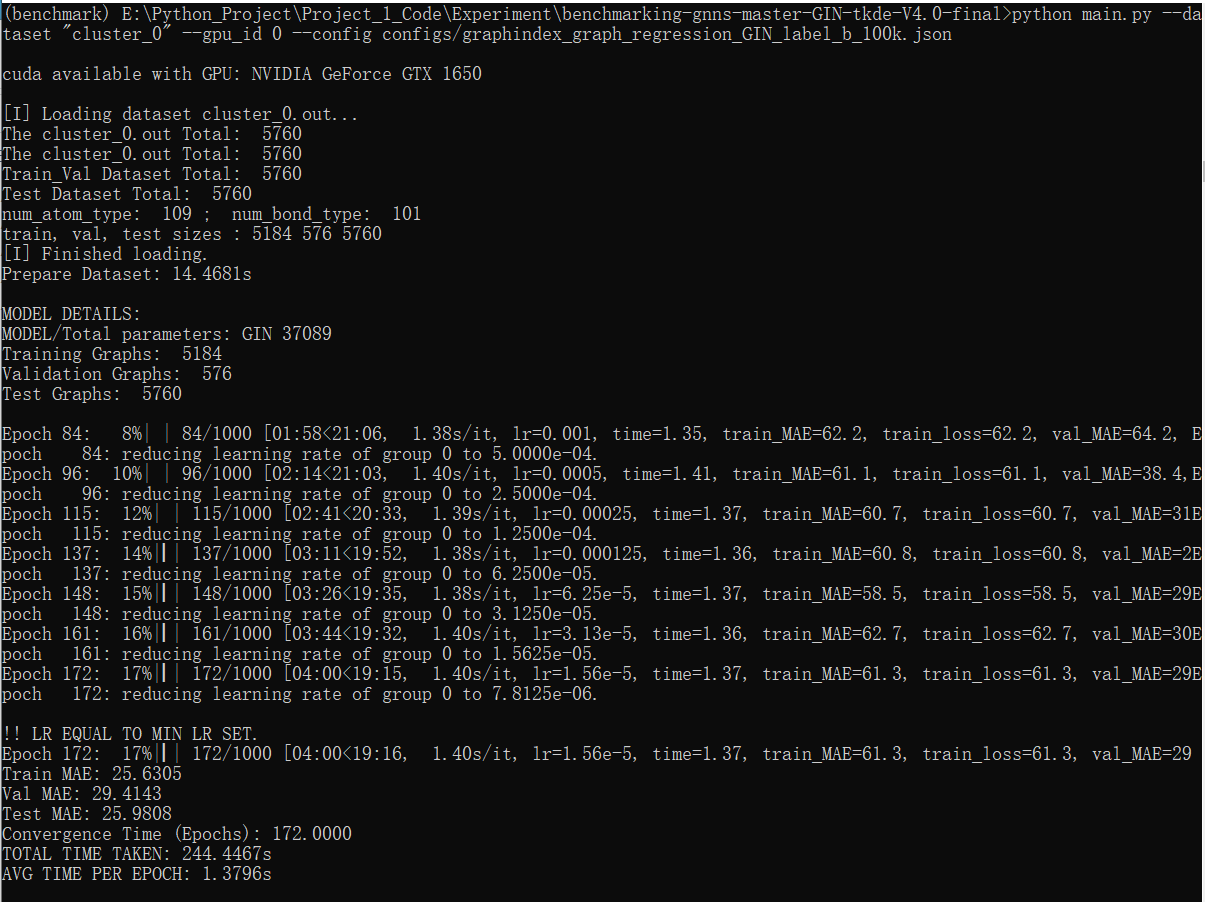 (benchmark) E:\Python_Project\Project_1_Code\Experiment\benchmarking-gnns-master-GIN-tkde-V4.0-final>python main.py --da
taset "cluster_0" --gpu_id 0 --config configs/graphindex_graph_regression_GIN_label_b_100k.json
cuda available with GPU: NVIDIA GeForce GTX 1650
[I] Loading dataset cluster_0.out...
The cluster_0.out Total:  5760
The cluster_0.out Total:  5760
Train_Val Dataset Total:  5760
Test Dataset Total:  5760
num_atom_type:  109 ;  num_bond_type:  101
train, val, test sizes : 5184 576 5760
[I] Finished loading.
Prepare Dataset: 14.4681s
MODEL DETAILS:
MODEL/Total parameters: GIN 37089
Training Graphs:  5184
Validation Graphs:  576
Test Graphs:  5760
Epoch 84:   8%| | 84/1000 [01:58<21:06,  1.38s/it, lr=0.001, time=1.35, train_MAE=62.2, train_loss=62.2, val_MAE=64.2, E
poch    84: reducing learning rate of group 0 to 5.0000e-04.
Epoch 96:  10%| | 96/1000 [02:14<21:03,  1.40s/it, lr=0.0005, time=1.41, train_MAE=61.1, train_loss=61.1, val_MAE=38.4,E
poch    96: reducing learning rate of group 0 to 2.5000e-04.
Epoch 115:  12%| | 115/1000 [02:41<20:33,  1.39s/it, lr=0.00025, time=1.37, train_MAE=60.7, train_loss=60.7, val_MAE=31E
poch   115: reducing learning rate of group 0 to 1.2500e-04.
Epoch 137:  14%|▏| 137/1000 [03:11<19:52,  1.38s/it, lr=0.000125, time=1.36, train_MAE=60.8, train_loss=60.8, val_MAE=2E
poch   137: reducing learning rate of group 0 to 6.2500e-05.
Epoch 148:  15%|▏| 148/1000 [03:26<19:35,  1.38s/it, lr=6.25e-5, time=1.37, train_MAE=58.5, train_loss=58.5, val_MAE=29E
poch   148: reducing learning rate of group 0 to 3.1250e-05.
Epoch 161:  16%|▏| 161/1000 [03:44<19:32,  1.40s/it, lr=3.13e-5, time=1.36, train_MAE=62.7, train_loss=62.7, val_MAE=30E
poch   161: reducing learning rate of group 0 to 1.5625e-05.
Epoch 172:  17%|▏| 172/1000 [04:00<19:15,  1.40s/it, lr=1.56e-5, time=1.37, train_MAE=61.3, train_loss=61.3, val_MAE=29E
poch   172: reducing learning rate of group 0 to 7.8125e-06.
!! LR EQUAL TO MIN LR SET.
Epoch 172:  17%|▏| 172/1000 [04:00<19:16,  1.40s/it, lr=1.56e-5, time=1.37, train_MAE=61.3, train_loss=61.3, val_MAE=29
Train MAE: 25.6305
Val MAE: 29.4143
Test MAE: 25.9808
Convergence Time (Epochs): 172.0000
TOTAL TIME TAKEN: 244.4467s
AVG TIME PER EPOCH: 1.3796s